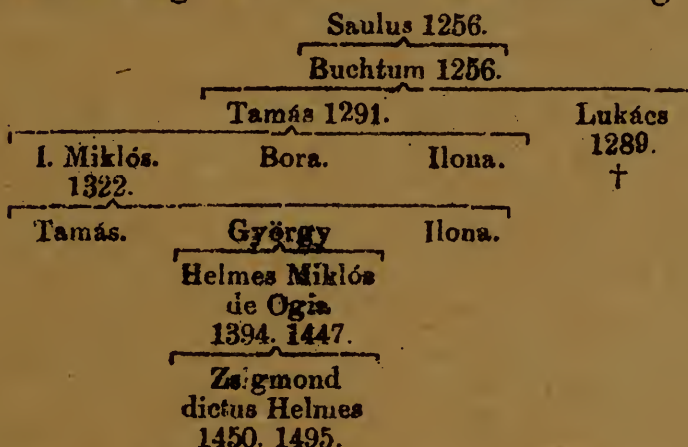 Saulus 1256.
Buchtum 1256.
Tamás 1291. Lukács
1289.
†
I. Miklós. Bora. Ilona.
1322.
Tamás. György Ilona.
Helmes Miklós
de Ogia
1394. 1447.
Zsigmond
dictus Helmes
1450. 1495.